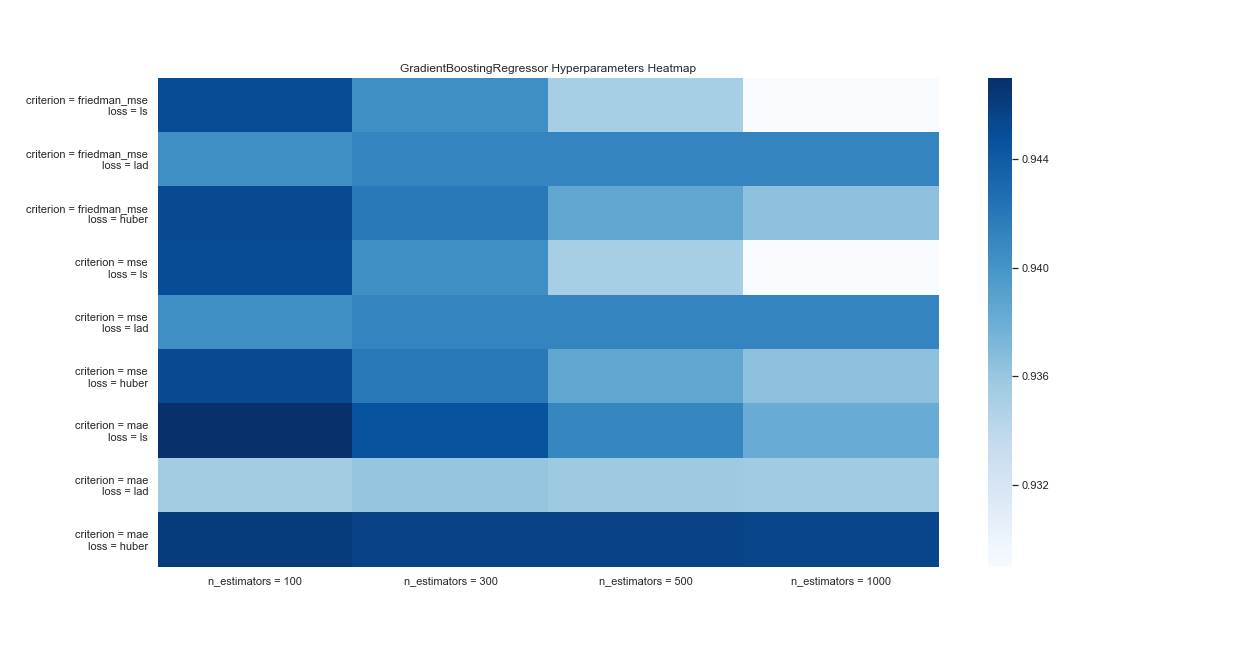 GradientBoostingRegressor Hyperparameters Heatmap
criterion = friedman_mse
loss = ls
criterion = friedman_mse
loss = lad
criterion = friedman_mse
loss = huber
criterion = mse
loss = ls
criterion = mse
loss = lad
criterion = mse
loss = huber
criterion = mae
loss = ls
criterion = mae
loss = lad
criterion = mae
loss = huber
n_estimators = 100
n_estimators = 300
n_estimators = 500
n_estimators = 1000
0.944
0.940
0.936
0.932